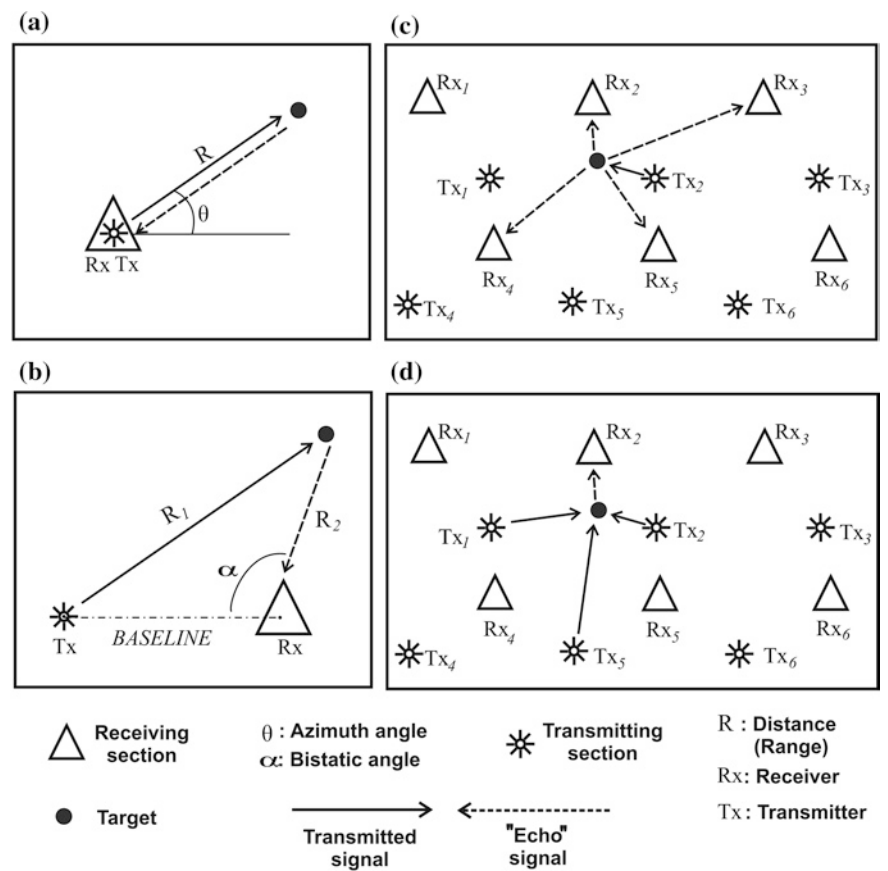 (a)
R
θ
Rx Tx
(c)
Rx1
Rx2
Rx3
Tx1
Tx2
Tx3
Rx4
Rx5
Rx6
Tx4
Tx5
Tx6
(b)
R1
R2
α
Tx
BASELINE
Rx
(d)
Rx1
Rx2
Rx3
Tx1
Tx2
Tx3
Rx4
Rx5
Rx6
Tx4
Tx5
Tx6
Receiving
section
θ : Azimuth angle
α: Bistatic angle
Transmitting
section
R : Distance
(Range)
Rx: Receiver
Tx: Transmitter
Target
Transmitted
signal
"Echo"
signal